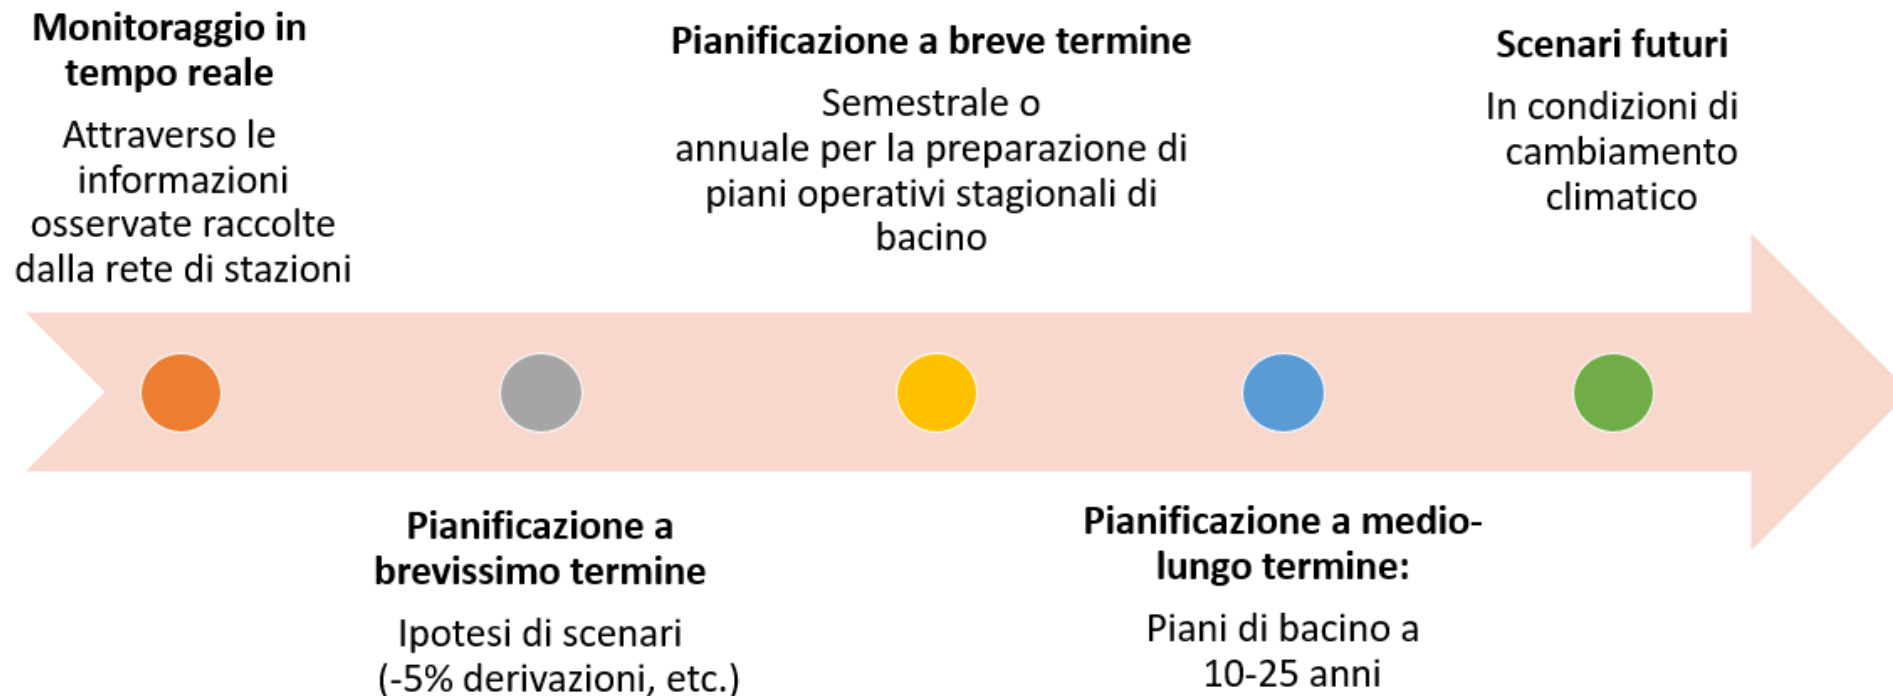 Monitoraggio in
tempo reale
Attraverso le
informazioni
osservate raccolte
dalla rete di stazioni
Pianificazione a
brevissimo termine
Ipotesi di scenari
(-5% derivazioni, etc.)
Pianificazione a breve termine
Semestrale o
annuale per la preparazione di
piani operativi stagionali di
bacino
Pianificazione a medio-
lungo termine:
Piani di bacino a
10-25 anni
Scenari futuri
In condizioni di
cambiamento
climatico